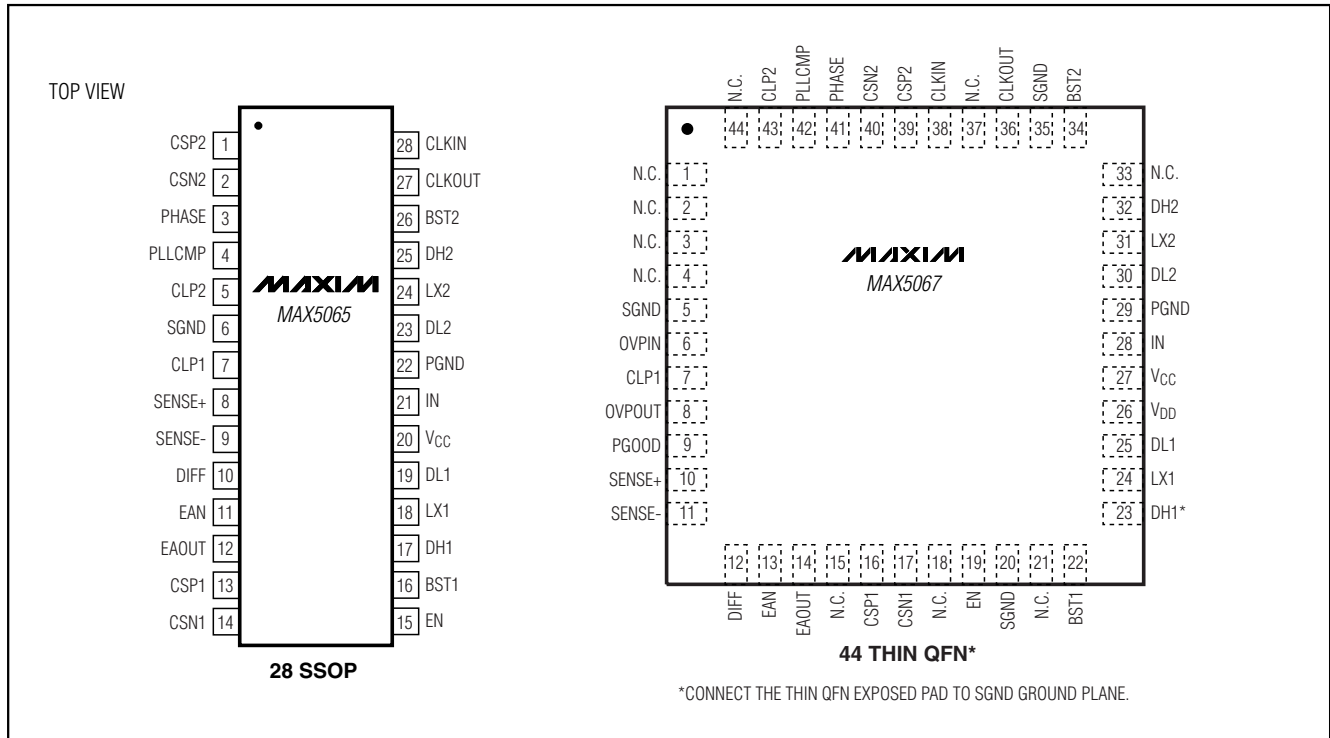 TOP VIEW
CSP2 1
CSN2 2
PHASE 3
PLLCMP 4
CLP2 5
SGND 6
CLP1 7
SENSE+ 8
SENSE- 9
DIFF 10
EAN 11
EAOUT 12
CSP1 13
CSN1 14
MAXIM
MAX5065
28 CLKIN
27 CLKOUT
26 BST2
25 DH2
24 LX2
23 DL2
22 PGND
21 IN
20 VCC
19 DL1
18 LX1
17 DH1
16 BST1
15 EN
28 SSOP
N.C. 44
CLP2 43
PLLCMP 42
PHASE 41
CSN2 40
CSP2 39
CLKIN 38
N.C. 37
CLKOUT 36
SGND 35
BST2 34
N.C. 1
N.C. 2
N.C. 3
N.C. 4
SGND 5
OVPIN 6
CLP1 7
OVPOUT 8
PGOOD 9
SENSE+ 10
SENSE- 11
MAXIM
MAX5067
33 N.C.
32 DH2
31 LX2
30 DL2
29 PGND
28 IN
27 VCC
26 VDD
25 DL1
24 LX1
23 DH1*
12 DIFF
13 EAN
14 EAOUT
15 N.C.
16 CSP1
17 CSN1
18 N.C.
19 EN
20 SGND
21 N.C.
22 BST1
44 THIN QFN*
*CONNECT THE THIN QFN EXPOSED PAD TO SGND GROUND PLANE.